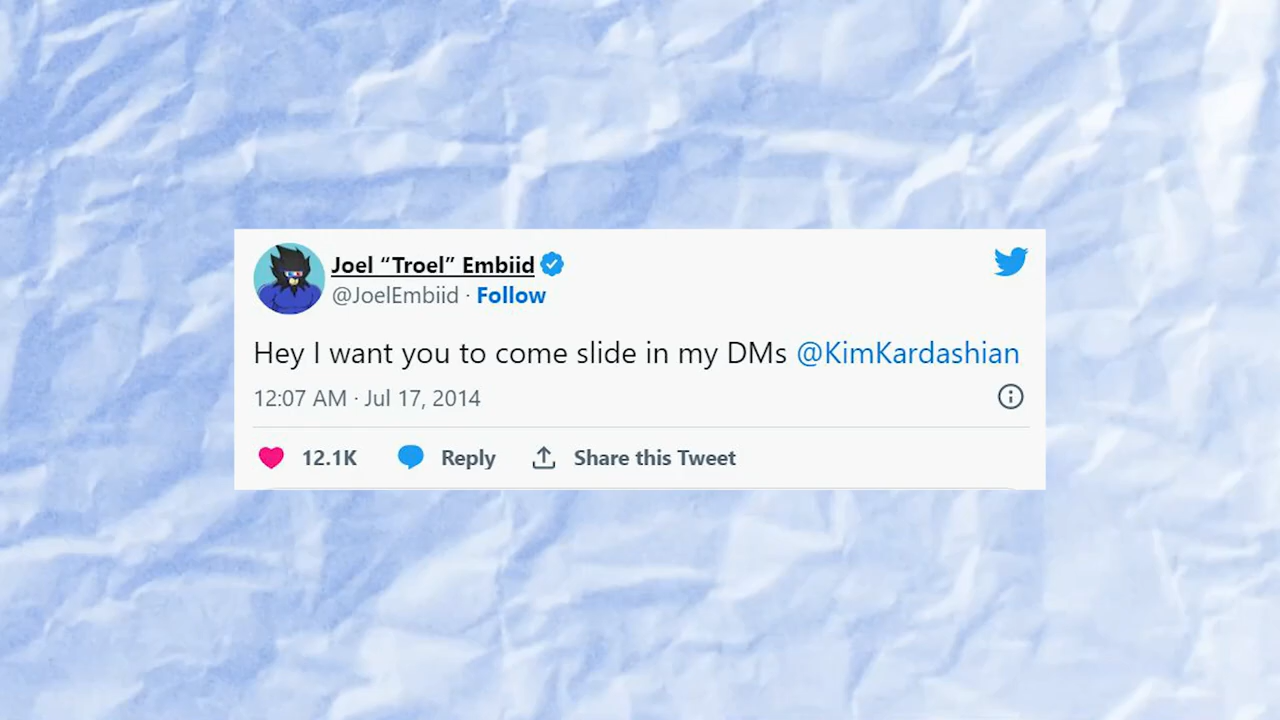 Joel “Troel” Embiid
@JoelEmbiid · Follow
Hey I want you to come slide in my DMs @KimKardashian
12:07 AM · Jul 17, 2014
12.1K Reply Share this Tweet